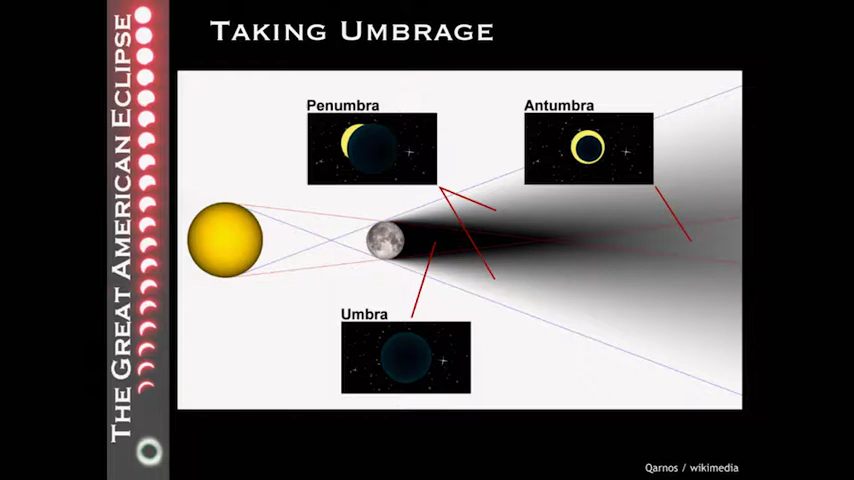 THE GREAT AMERICAN ECLIPSE
TAKING UMBRAGE
Penumbra
Antumbra
Umbra
Qarnos / wikimedia